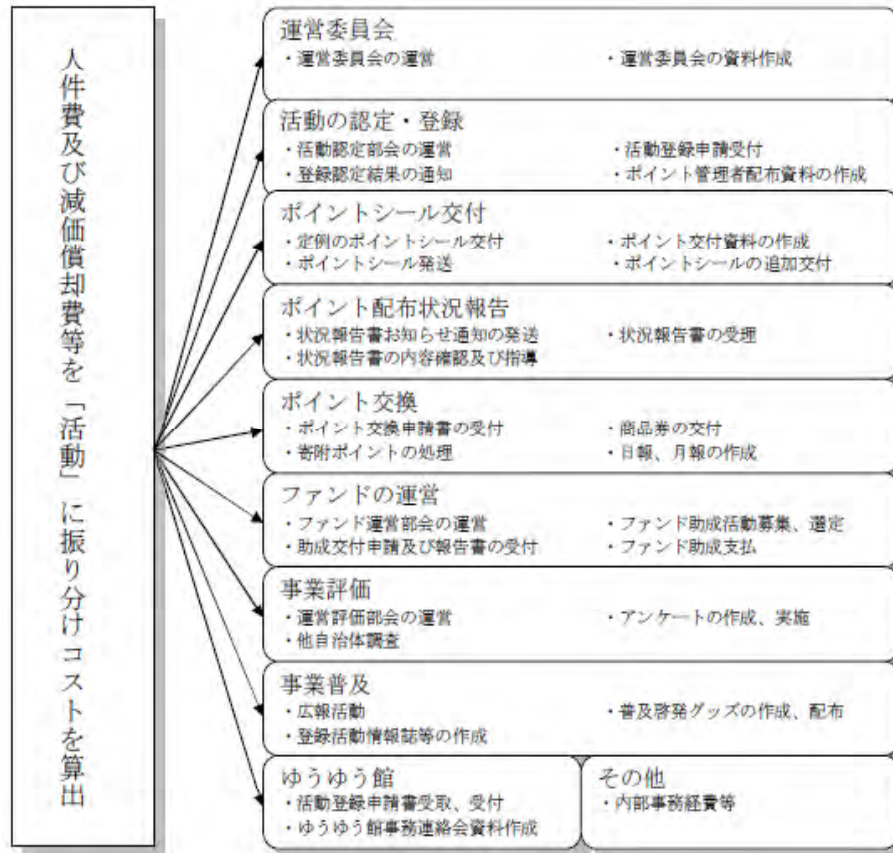 人件費及び減価償却費等を「活動」に振り分けコストを算出
運営委員会
・運営委員会の運営 ・運営委員会の資料作成
活動の認定・登録
・活動認定部会の運営 ・活動登録申請受付
・登録認定結果の通知 ・ポイント管理者配布資料の作成
ポイントシール交付
・定例のポイントシール交付 ・ポイント交付資料の作成
・ポイントシール発送 ・ポイントシールの追加交付
ポイント配布状況報告
・状況報告書お知らせ通知の発送 ・状況報告書の受理
・状況報告書の内容確認及び指導
ポイント交換
・ポイント交換申請書の受付 ・商品券の交付
・寄附ポイントの処理 ・日報、月報の作成
ファンドの運営
・ファンド運営部会の運営 ・ファンド助成活動募集、選定
・助成交付申請及び報告書の受付 ・ファンド助成支払
事業評価
・運営評価部会の運営 ・アンケートの作成、実施
・他自治体調査
事業普及
・広報活動 ・普及啓発グッズの作成、配布
・登録活動情報誌等の作成
ゆうゆう館
・活動登録申請書受取、受付
・ゆうゆう館事務連絡会資料作成
その他
・内部事務経費等